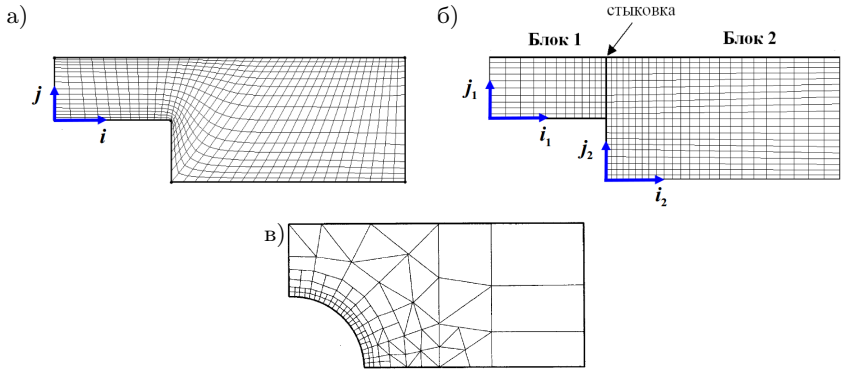 а)
j
i
б)
стыковка
Блок 1
Блок 2
j₁
i₁
j₂
i₂
в)